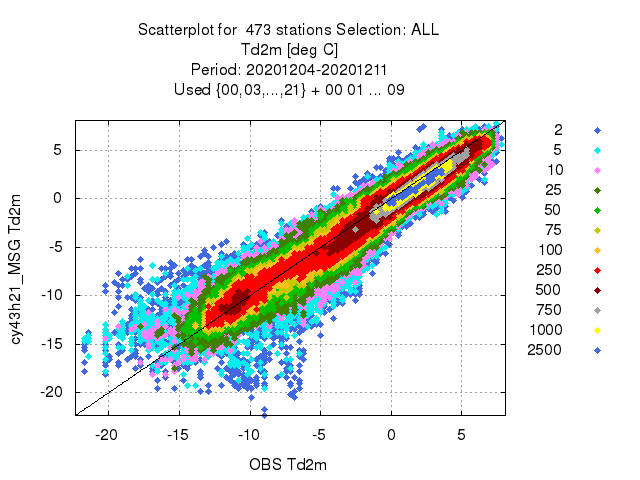 Scatterplot for  473 stations Selection: ALL
Td2m [deg C]
Period: 20201204-20201211
Used {00,03,...,21} + 00 01 ... 09
cy43h21_MSG Td2m
5
0
-5
-10
-15
-20
-20 -15 -10 -5 0 5
OBS Td2m
2
5
10
25
50
75
100
250
500
750
1000
2500